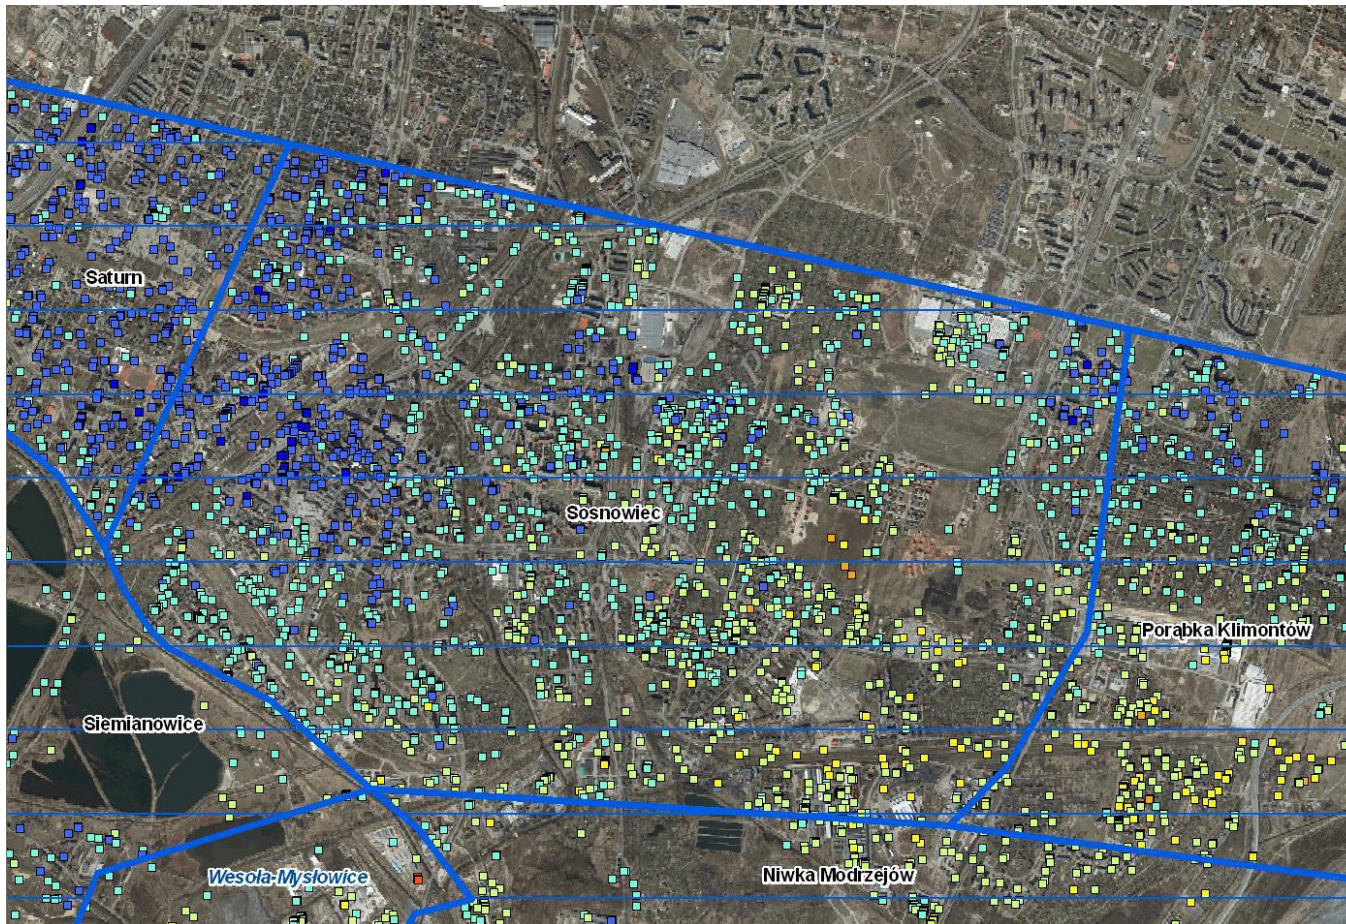 Saturn
Sosnowiec
Porąbka Klimontów
Siemianowice
Wesoła-Mysłowice
Niwka Modrzejów